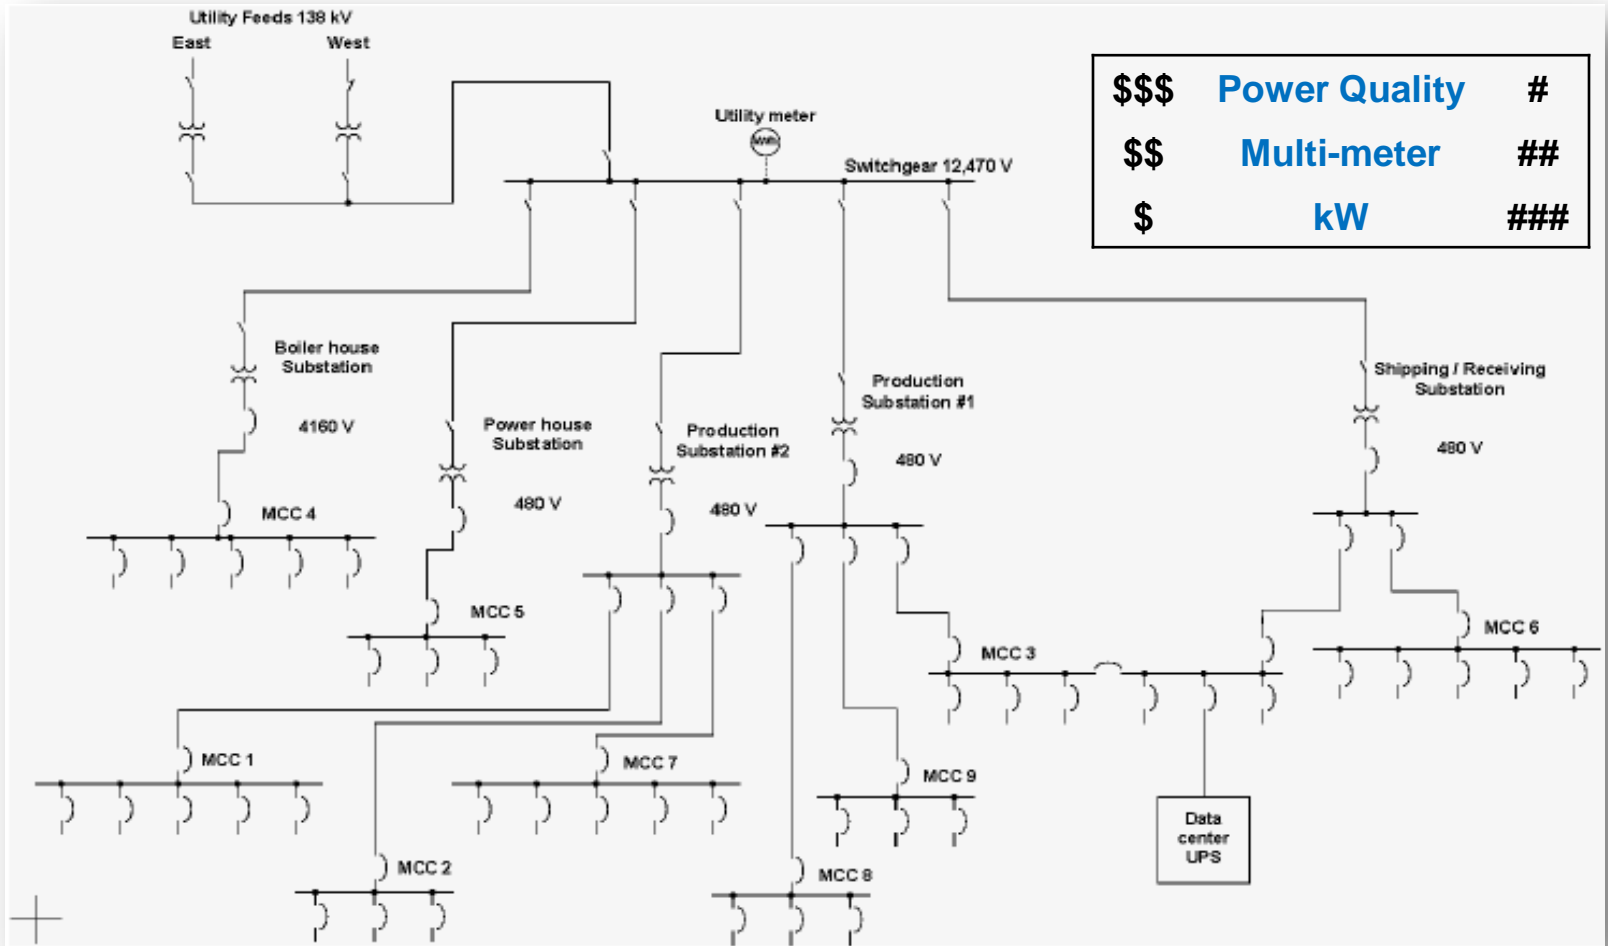 Utility Feeds 138 kV
East
West
Utility meter
kWh
Switchgear 12,470 V
$$$ Power Quality #
$$ Multi-meter ##
$ kW ###
Boiler house
Substation
4160 V
MCC 4
Power house
Substation
480 V
MCC 5
Production
Substation #2
480 V
Production
Substation #1
480 V
Shipping / Receiving
Substation
480 V
MCC 3
MCC 6
MCC 1
MCC 7
MCC 9
MCC 2
MCC 8
Data
center
UPS